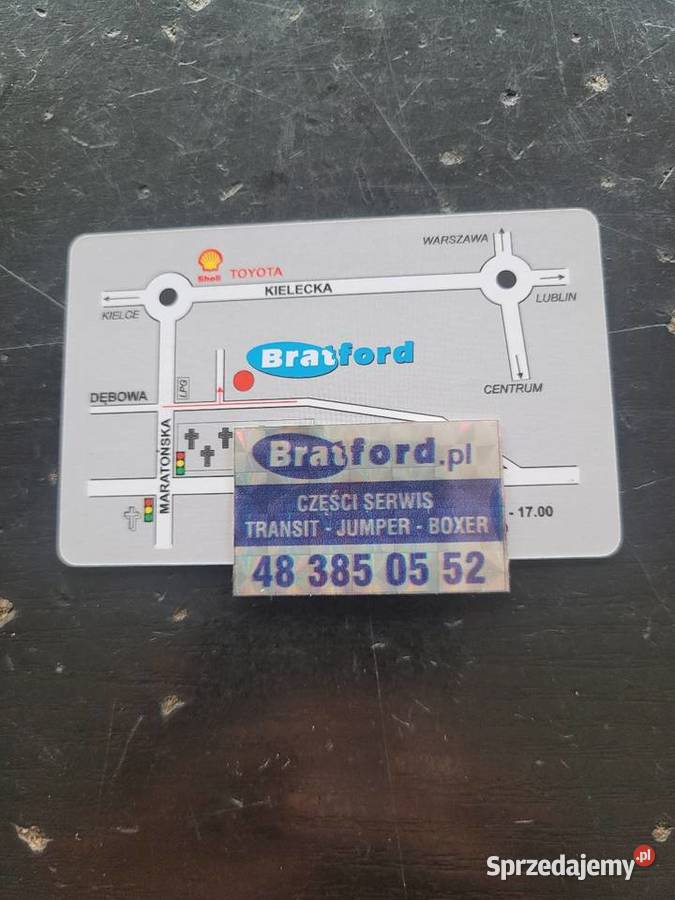 WARSZAWA
Shell TOYOTA
KIELECKA
KIELCE
LUBLIN
Bratford
CENTRUM
LPG
DĘBOWA
MARATOŃSKA
Bratford.pl
CZĘŚCI SERWIS
TRANSIT - JUMPER - BOXER
- 17.00
48 385 05 52
Sprzedajemy.pl